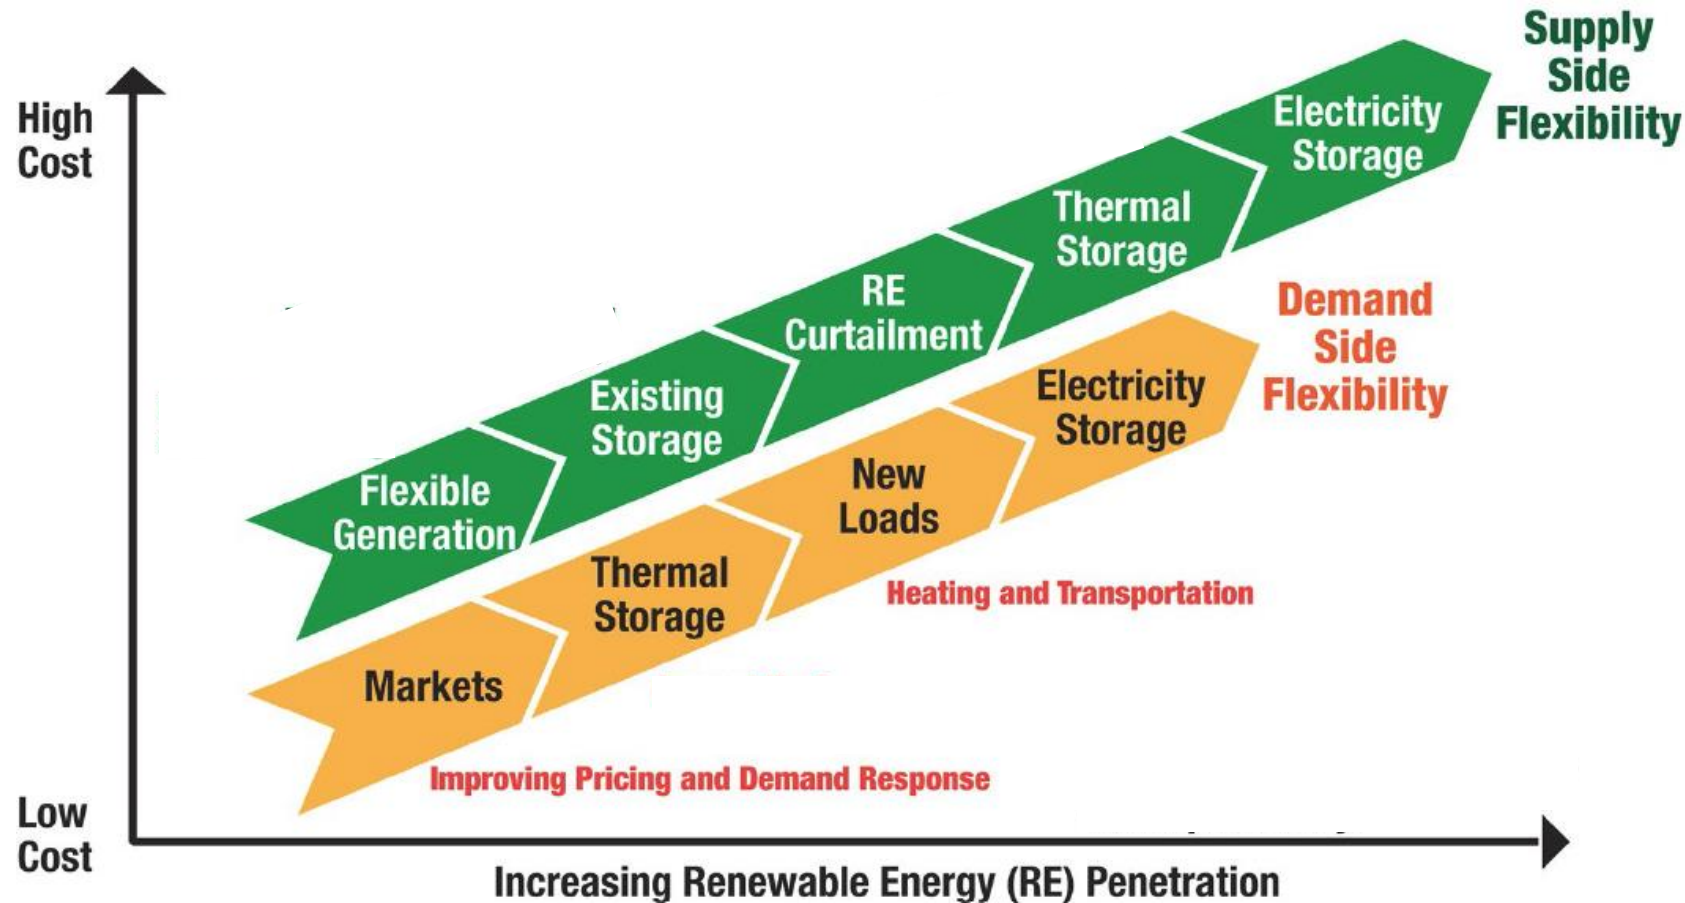 Supply
Side
Flexibility
High
Cost
Electricity
Storage
Thermal
Storage
RE
Curtailment
Existing
Storage
Flexible
Generation
Demand
Side
Flexibility
Electricity
Storage
New
Loads
Heating and Transportation
Thermal
Storage
Markets
Improving Pricing and Demand Response
Low
Cost
Increasing Renewable Energy (RE) Penetration